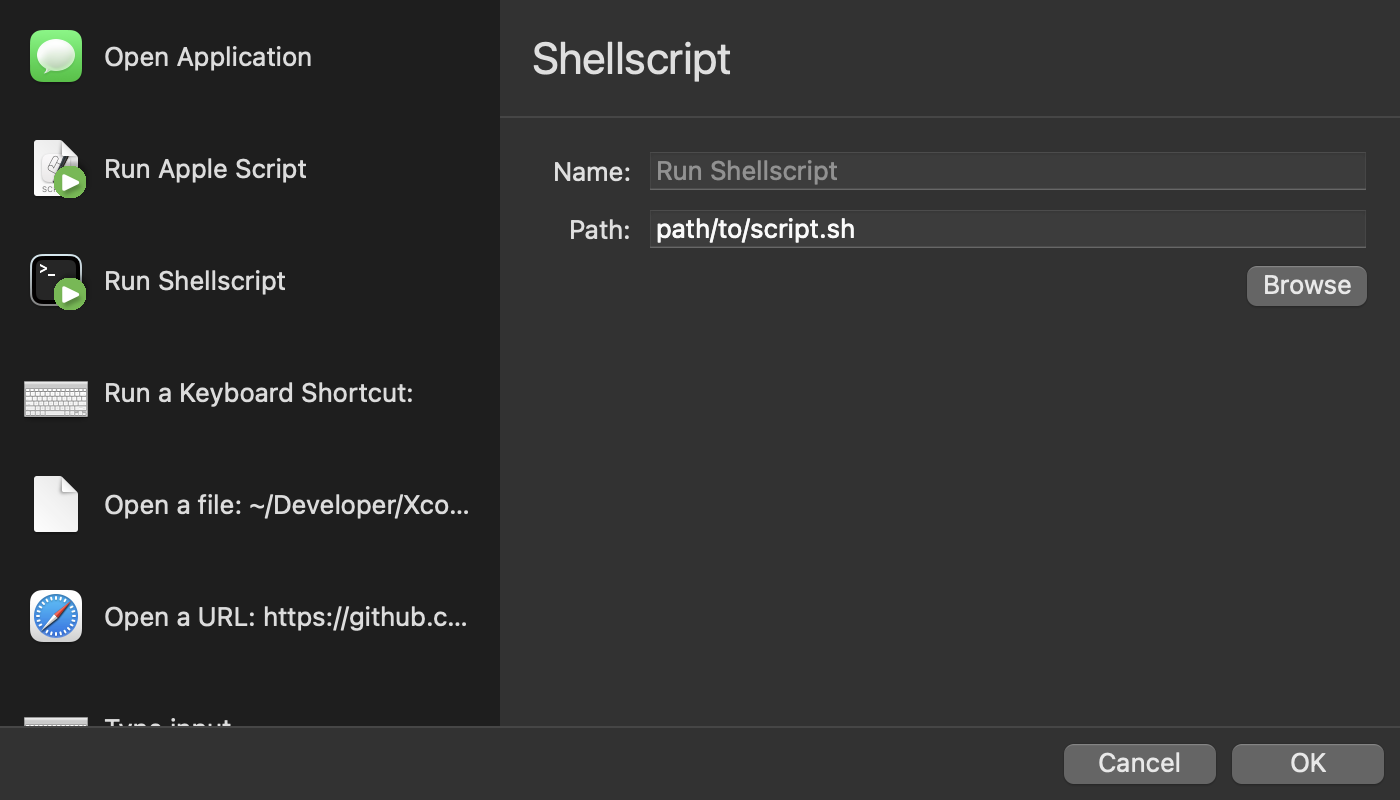 Open Application
Run Apple Script
Run Shellscript
Run a Keyboard Shortcut:
Open a file: ~/Developer/Xco...
Open a URL: https://github.c...
Type input
Shellscript
Name: Run Shellscript
Path: path/to/script.sh
Browse
Cancel OK